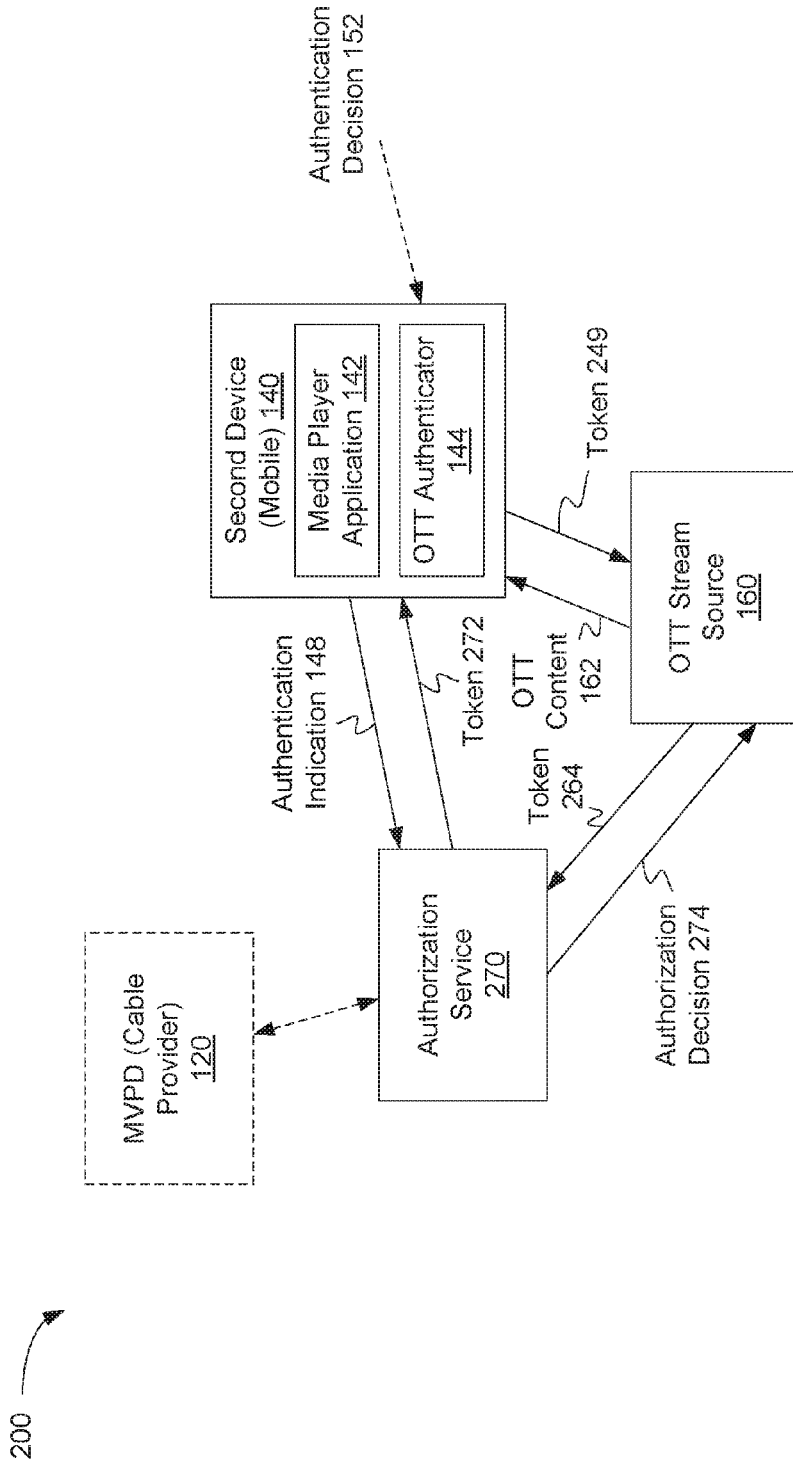 200
MVPD (Cable
Provider)
120
Authorization
Service
270
Authentication
Indication 148
Token 272
Second Device
(Mobile) 140
Media Player
Application 142
OTT Authenticator
144
Authentication
Decision 152
Token
264
OTT
Content
162
Token 249
Authorization
Decision 274
OTT Stream
Source
160